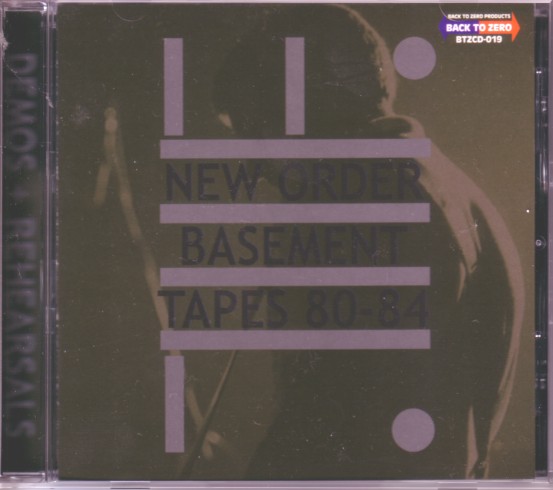 DEMOS + REHEARSALS
BACK TO ZERO PRODUCTS
BACK TO ZERO
BTZCD-019
NEW ORDER
BASEMENT
TAPES 80-84